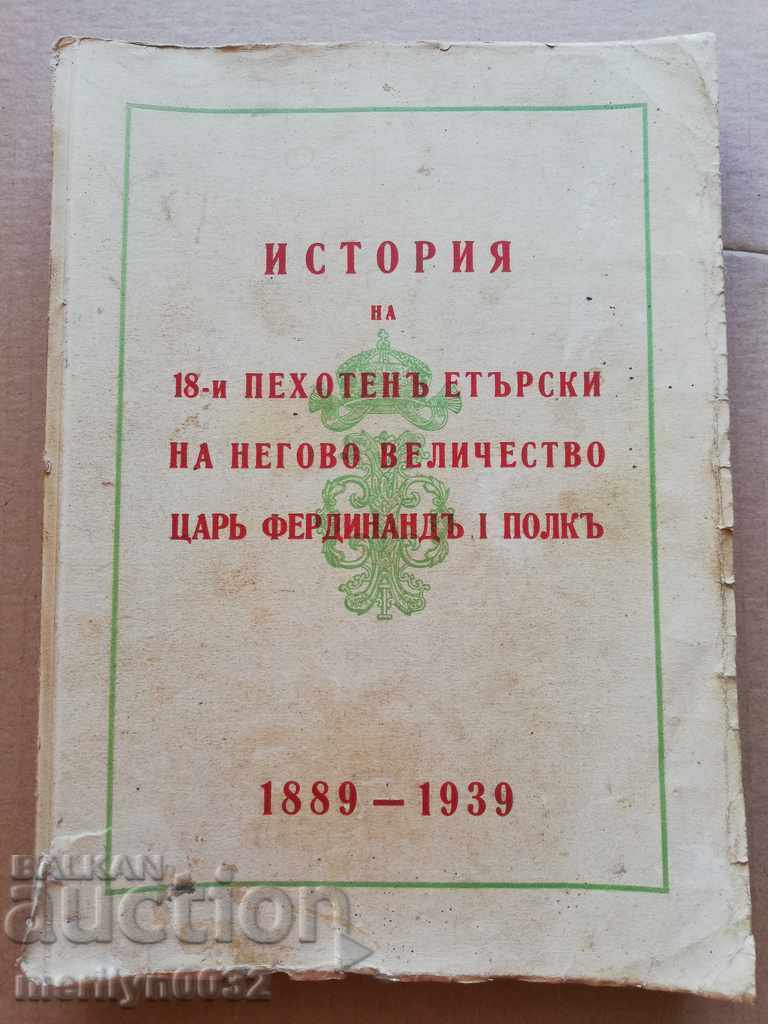 ИСТОРИЯ
НА
18-и ПЕХОТЕНЪ ЕТЪРСКИ
НА НЕГОВО ВЕЛИЧЕСТВО
ЦАРЬ ФЕРДИНАНДЪ I ПОЛКЪ
1889 — 1939
BALKAN
auction
merilyn0032